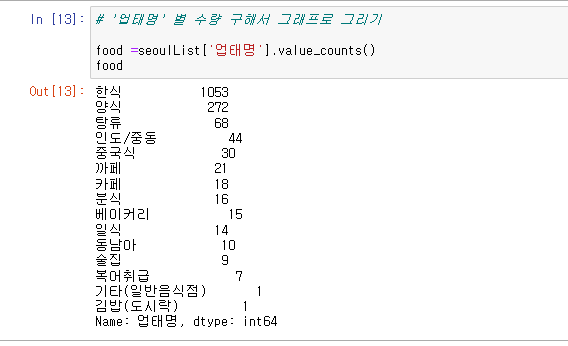 In [13]: # '업태명' 별 수량 구해서 그래프로 그리기
food =seoulList['업태명'].value_counts()
food
Out[13]: 한식 1053
양식 272
탕류 68
인도/중동 44
중국식 30
까페 21
카페 18
분식 16
베이커리 15
일식 14
동남아 10
술집 9
복어취급 7
기타(일반음식점) 1
김밥(도시락) 1
Name: 업태명, dtype: int64